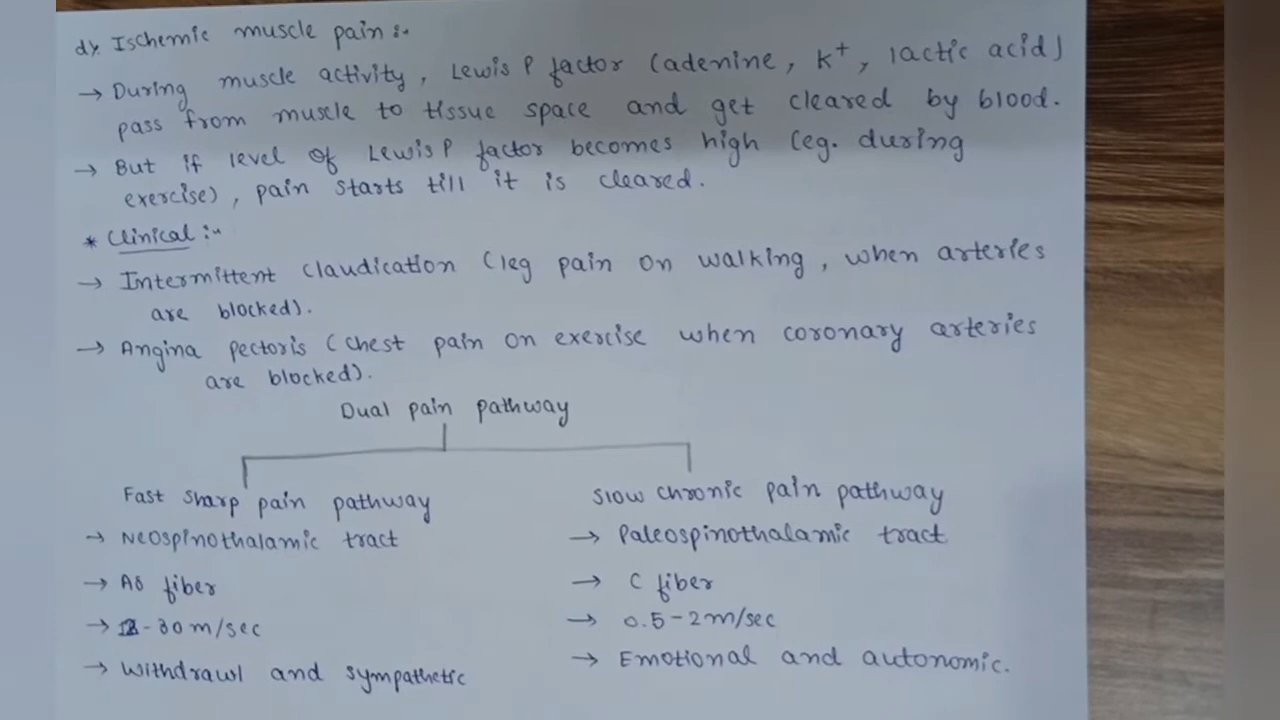 d) Ischemic muscle pain :-
→ During muscle activity, Lewis P factor (adenine, K⁺, lactic acid)
pass from muscle to tissue space and get cleared by blood.
→ But if level of Lewis P factor becomes high (eg. during
exercise), pain starts till it is cleared.
* Clinical :-
→ Intermittent claudication (leg pain on walking, when arteries
are blocked).
→ Angina pectoris (chest pain on exercise when coronary arteries
are blocked).
Dual pain pathway
Fast sharp pain pathway
→ Neospinothalamic tract
→ Aδ fiber
→ -30 m/sec
→ Withdrawl and sympathetic
Slow chronic pain pathway
→ Paleospinothalamic tract
→ C fiber
→ 0.5-2m/sec
→ Emotional and autonomic.